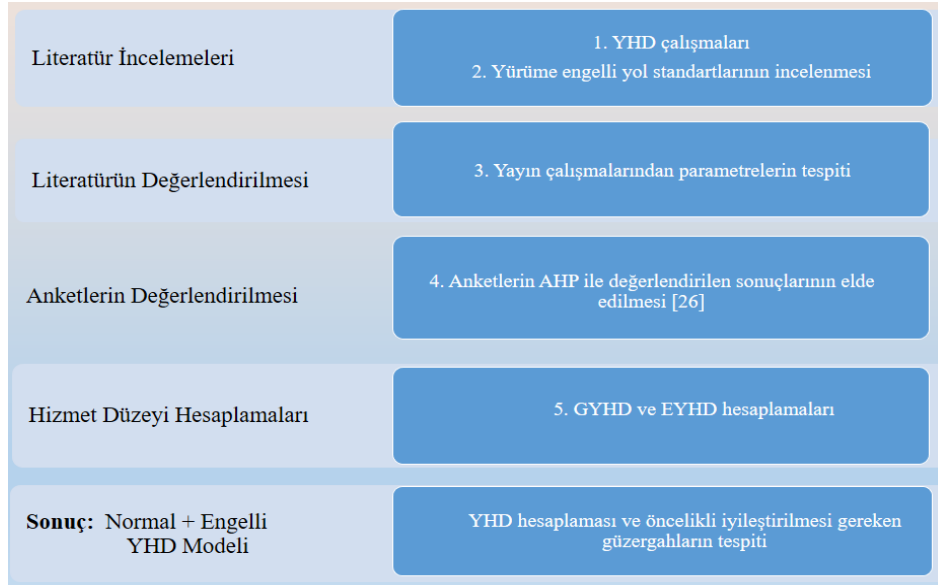 Literatür İncelemeleri
1. YHD çalışmaları
2. Yürüme engelli yol standartlarının incelenmesi
Literatürün Değerlendirilmesi
3. Yayın çalışmalarından parametrelerin tespiti
Anketlerin Değerlendirilmesi
4. Anketlerin AHP ile değerlendirilen sonuçlarının elde
edilmesi [26]
Hizmet Düzeyi Hesaplamaları
5. GYHD ve EYHD hesaplamaları
Sonuç: Normal + Engelli
YHD Modeli
YHD hesaplaması ve öncelikli iyileştirilmesi gereken
güzergahların tespiti